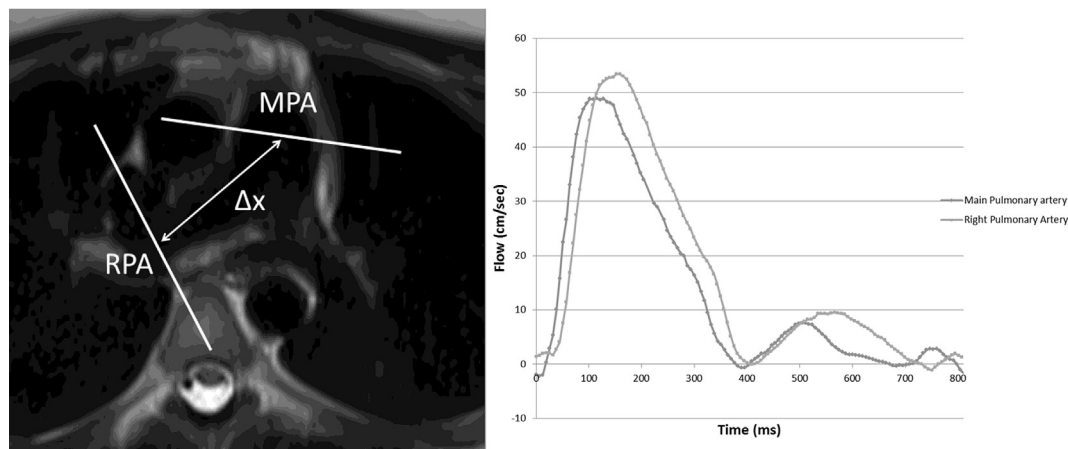 MPA
Δx
RPA
60
50
40
30
20
10
0
-10
Flow (cm/sec)
0 100 200 300 400 500 600 700 800
Time (ms)
Main Pulmonary artery
Right Pulmonary Artery